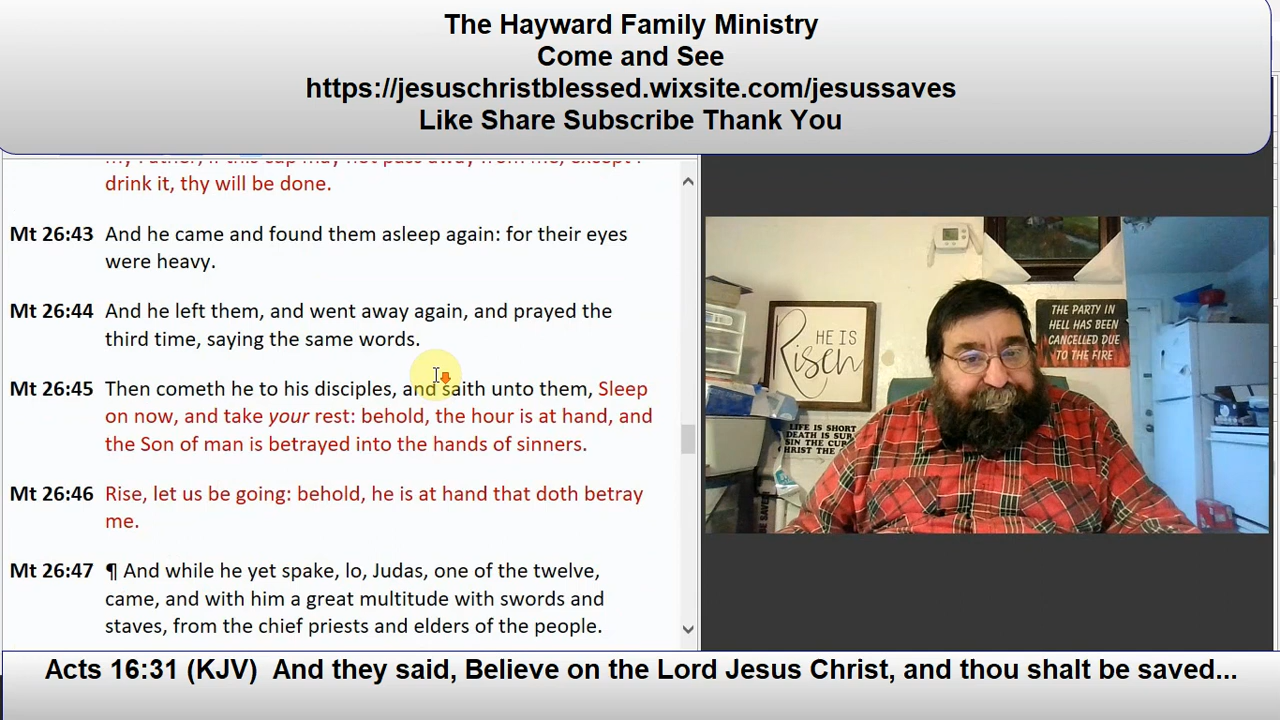 The Hayward Family Ministry
Come and See
https://jesuschristblessed.wixsite.com/jesussaves
Like Share Subscribe Thank You
drink it, thy will be done.
Mt 26:43 And he came and found them asleep again: for their eyes
were heavy.
Mt 26:44 And he left them, and went away again, and prayed the
third time, saying the same words.
Mt 26:45 Then cometh he to his disciples, and saith unto them, Sleep
on now, and take your rest: behold, the hour is at hand, and
the Son of man is betrayed into the hands of sinners.
Mt 26:46 Rise, let us be going: behold, he is at hand that doth betray
me.
Mt 26:47 ¶ And while he yet spake, lo, Judas, one of the twelve,
came, and with him a great multitude with swords and
staves, from the chief priests and elders of the people.
HE IS
Risen
THE PARTY IN
HELL HAS BEEN
CANCELLED DUE
TO THE FIRE
LIFE IS SHORT
DEATH IS SUR
SIN THE CUR
CHRIST THE
Acts 16:31 (KJV) And they said, Believe on the Lord Jesus Christ, and thou shalt be saved...